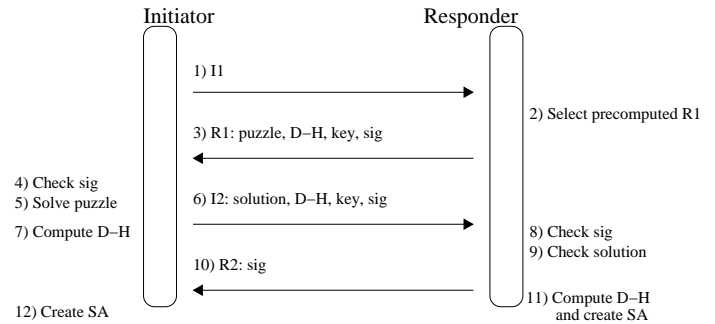 Initiator
Responder
1) I1
2) Select precomputed R1
3) R1: puzzle, D−H, key, sig
4) Check sig
5) Solve puzzle
6) I2: solution, D−H, key, sig
7) Compute D−H
8) Check sig
9) Check solution
10) R2: sig
11) Compute D−H
and create SA
12) Create SA